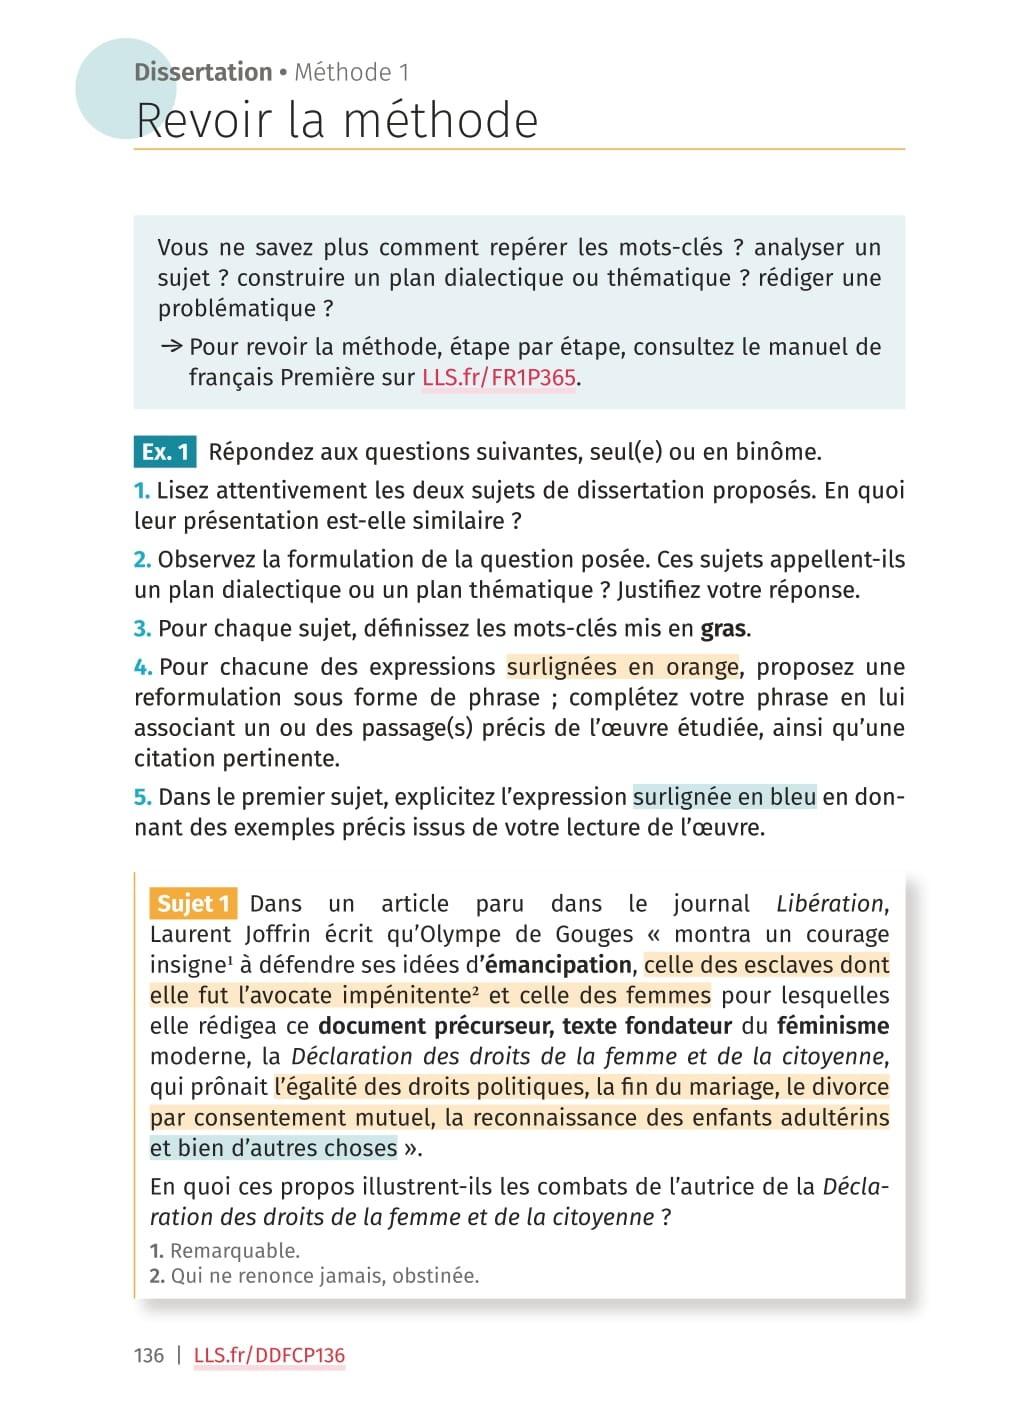 Dissertation • Méthode 1
Revoir la méthode
Vous ne savez plus comment repérer les mots-clés ? analyser un
sujet ? construire un plan dialectique ou thématique ? rédiger une
problématique ?
→ Pour revoir la méthode, étape par étape, consultez le manuel de
français Première sur LLS.fr/FR1P365.
Ex. 1 Répondez aux questions suivantes, seul(e) ou en binôme.
1. Lisez attentivement les deux sujets de dissertation proposés. En quoi
leur présentation est-elle similaire ?
2. Observez la formulation de la question posée. Ces sujets appellent-ils
un plan dialectique ou un plan thématique ? Justifiez votre réponse.
3. Pour chaque sujet, définissez les mots-clés mis en gras.
4. Pour chacune des expressions surlignées en orange, proposez une
reformulation sous forme de phrase ; complétez votre phrase en lui
associant un ou des passage(s) précis de l’œuvre étudiée, ainsi qu’une
citation pertinente.
5. Dans le premier sujet, explicitez l’expression surlignée en bleu en don-
nant des exemples précis issus de votre lecture de l’œuvre.
Sujet 1 Dans un article paru dans le journal Libération,
Laurent Joffrin écrit qu’Olympe de Gouges « montra un courage
insigne¹ à défendre ses idées d’émancipation, celle des esclaves dont
elle fut l’avocate impénitente² et celle des femmes pour lesquelles
elle rédigea ce document précurseur, texte fondateur du féminisme
moderne, la Déclaration des droits de la femme et de la citoyenne,
qui prônait l’égalité des droits politiques, la fin du mariage, le divorce
par consentement mutuel, la reconnaissance des enfants adultérins
et bien d’autres choses ».
En quoi ces propos illustrent-ils les combats de l’autrice de la Décla-
ration des droits de la femme et de la citoyenne ?
1. Remarquable.
2. Qui ne renonce jamais, obstinée.
136 | LLS.fr/DDFCP136